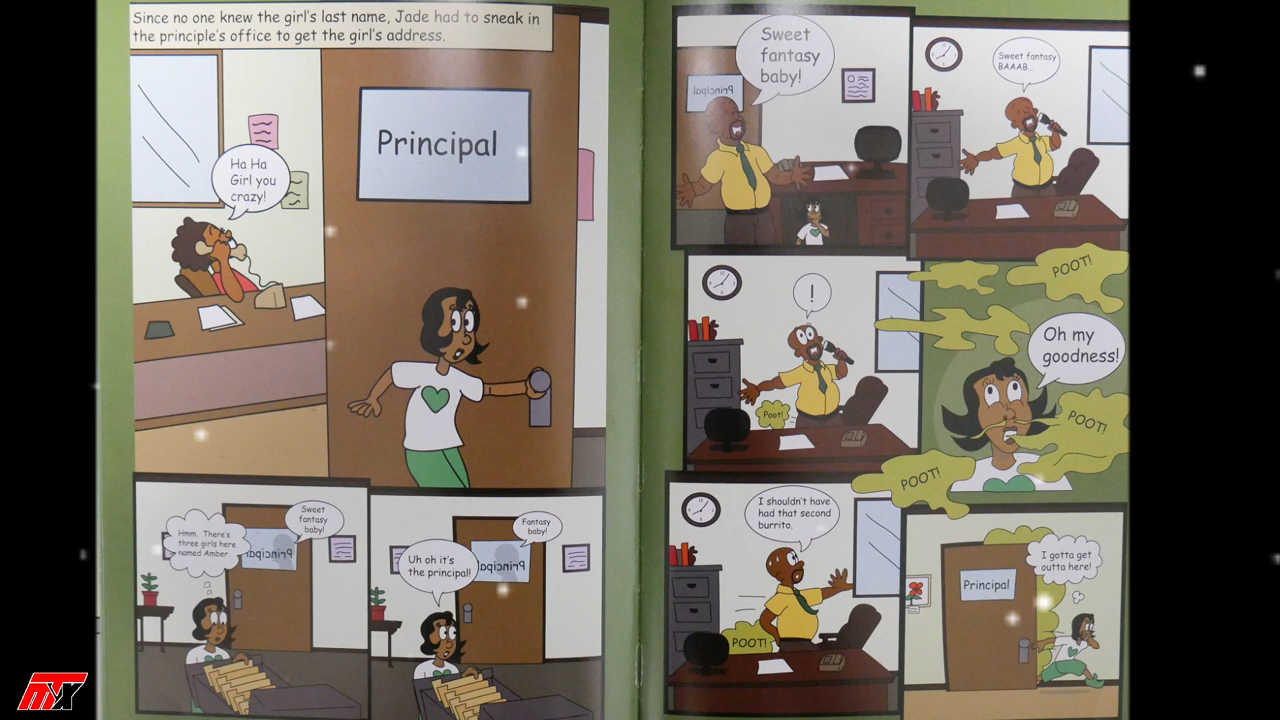 Since no one knew the girl's last name, Jade had to sneak in
the principle's office to get the girl's address.
Ha Ha
Girl you
crazy!
Principal
Hmm. There's
three girls here
named Amber.
Sweet
fantasy
baby!
Principal
Uh oh it's
the principal!
Fantasy
baby!
Principal
Sweet
fantasy
baby!
Principal
Sweet fantasy
BAAAB...
!
Poot!
POOT!
Oh my
goodness!
POOT!
POOT!
I shouldn't have
had that second
burrito.
POOT!
Principal
I gotta get
outta here!